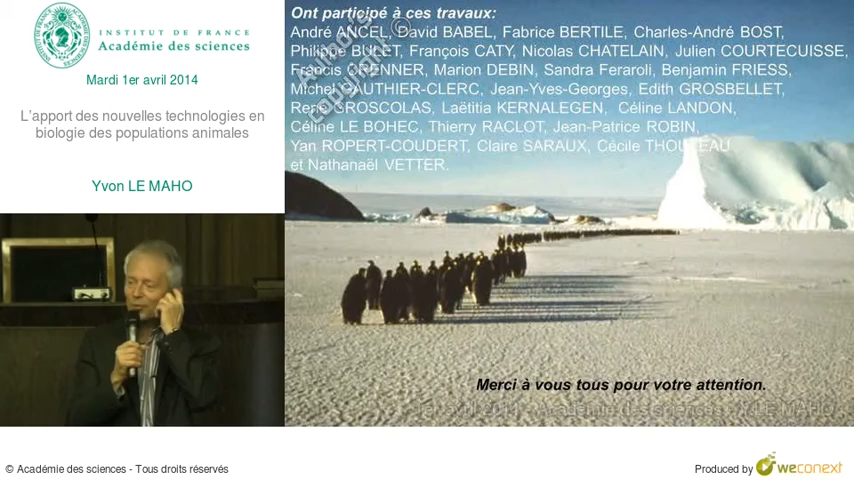 INSTITUT DE FRANCE
Académie des sciences
Mardi 1er avril 2014
L'apport des nouvelles technologies en
biologie des populations animales
Yvon LE MAHO
Ont participé à ces travaux:
André ANCEL, David BABEL, Fabrice BERTILE, Charles-André BOST,
Philippe BULET, François CATY, Nicolas CHATELAIN, Julien COURTECUISSE,
Francis CRENNER, Marion DEBIN, Sandra Feraroli, Benjamin FRIESS,
Michel GAUTHIER-CLERC, Jean-Yves-Georges, Edith GROSBELLET,
René GROSCOLAS, Laëtitia KERNALEGEN, Céline LANDON,
Céline LE BOHEC, Thierry RACLOT, Jean-Patrice ROBIN,
Yan ROPERT-COUDERT, Claire SARAUX, Cécile THOUZEAU
et Nathanaël VETTER.
Merci à vous tous pour votre attention.
1er avril 2014 - Académie des sciences - Y. LE MAHO
© Académie des sciences - Tous droits réservés
Produced by weconext